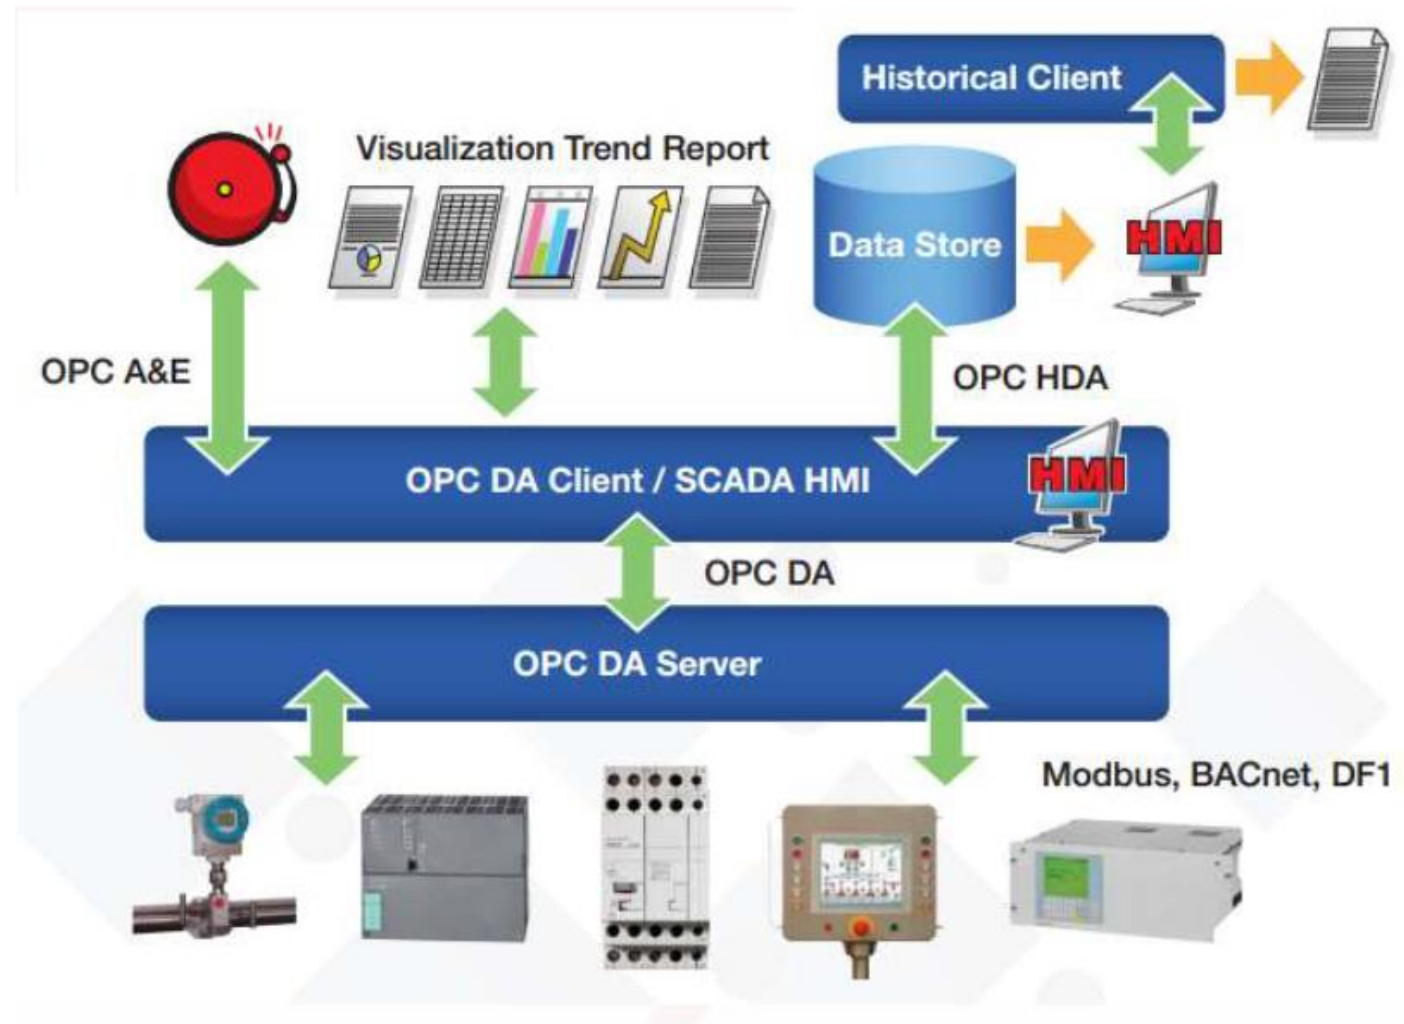 Historical Client
Visualization Trend Report
Data Store
HMI
OPC A&E
OPC HDA
OPC DA Client / SCADA HMI
HMI
OPC DA
OPC DA Server
Modbus, BACnet, DF1